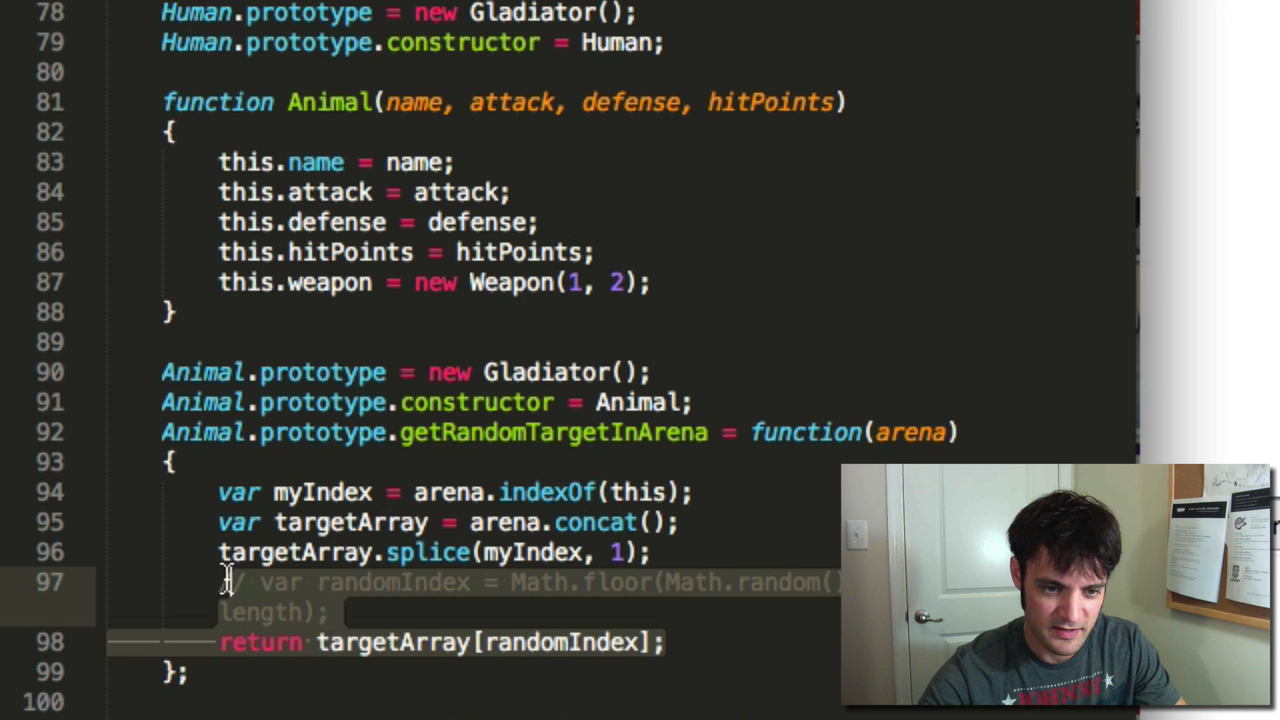 78 Human.prototype = new Gladiator();
79 Human.prototype.constructor = Human;
80
81 function Animal(name, attack, defense, hitPoints)
82 {
83 this.name = name;
84 this.attack = attack;
85 this.defense = defense;
86 this.hitPoints = hitPoints;
87 this.weapon = new Weapon(1, 2);
88 }
89
90 Animal.prototype = new Gladiator();
91 Animal.prototype.constructor = Animal;
92 Animal.prototype.getRandomTargetInArena = function(arena)
93 {
94 var myIndex = arena.indexOf(this);
95 var targetArray = arena.concat();
96 targetArray.splice(myIndex, 1);
97 // var randomIndex = Math.floor(Math.random()
length);
98 return targetArray[randomIndex];
99 };
100
JOHNNY